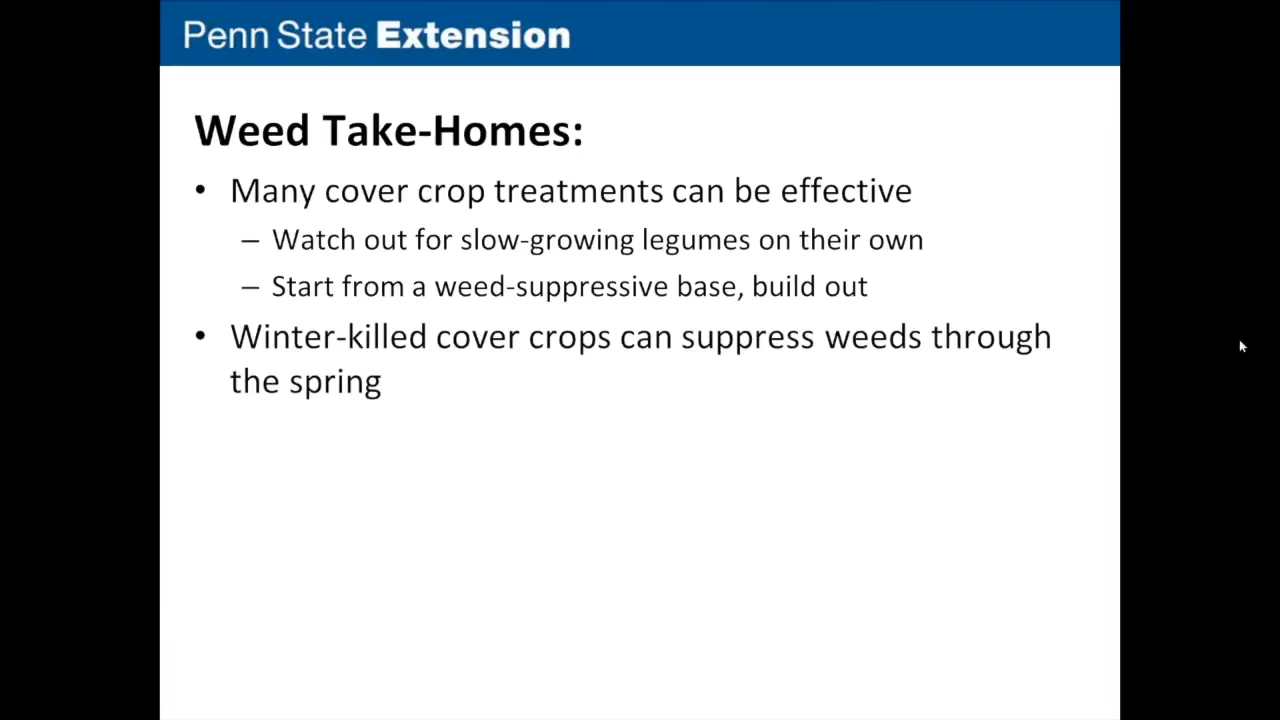 Penn State Extension
Weed Take-Homes:
• Many cover crop treatments can be effective
– Watch out for slow-growing legumes on their own
– Start from a weed-suppressive base, build out
• Winter-killed cover crops can suppress weeds through
the spring